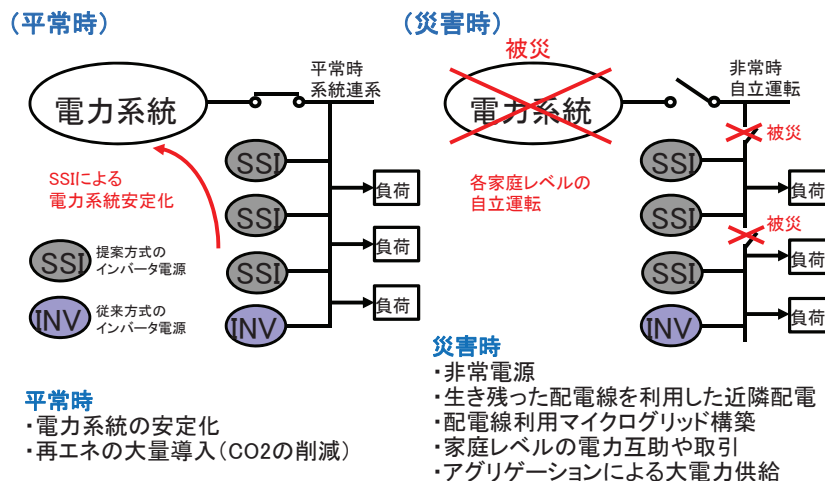 （平常時）
平常時
系統連系
電力系統
SSI
SSI
SSI
INV
負荷
負荷
負荷
SSIによる
電力系統安定化
SSI
提案方式の
インバータ電源
INV
従来方式の
インバータ電源
平常時
・電力系統の安定化
・再エネの大量導入（CO2の削減）
（災害時）
被災
電力系統
非常時
自立運転
被災
SSI
SSI
SSI
INV
負荷
被災
負荷
負荷
各家庭レベルの
自立運転
災害時
・非常電源
・生き残った配電線を利用した近隣配電
・配電線利用マイクログリッド構築
・家庭レベルの電力互助や取引
・アグリゲーションによる大電力供給